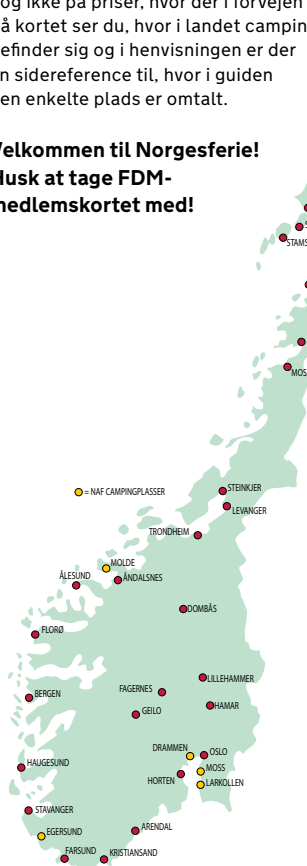 og ikke på priser, hvor der i forvejen
å kortet ser du, hvor i landet camping
efinder sig og i henvisningen er der
n sidereference til, hvor i guiden
en enkelte plads er omtalt.
Velkommen til Norgesferie!
Husk at tage FDM-
medlemskortet med!
STAMS
MOS
= NAF CAMPINGPLASSER
STEINKJER
LEVANGER
TRONDHEIM
MOLDE
ÅLESUND
ÅNDALSNES
DOMBÅS
FLORØ
LILLEHAMMER
FAGERNES
BERGEN
HAMAR
GEILO
DRAMMEN
OSLO
HAUGESUND
MOSS
HORTEN
LARKOLLEN
STAVANGER
ARENDAL
EGERSUND
FARSUND
KRISTIANSAND